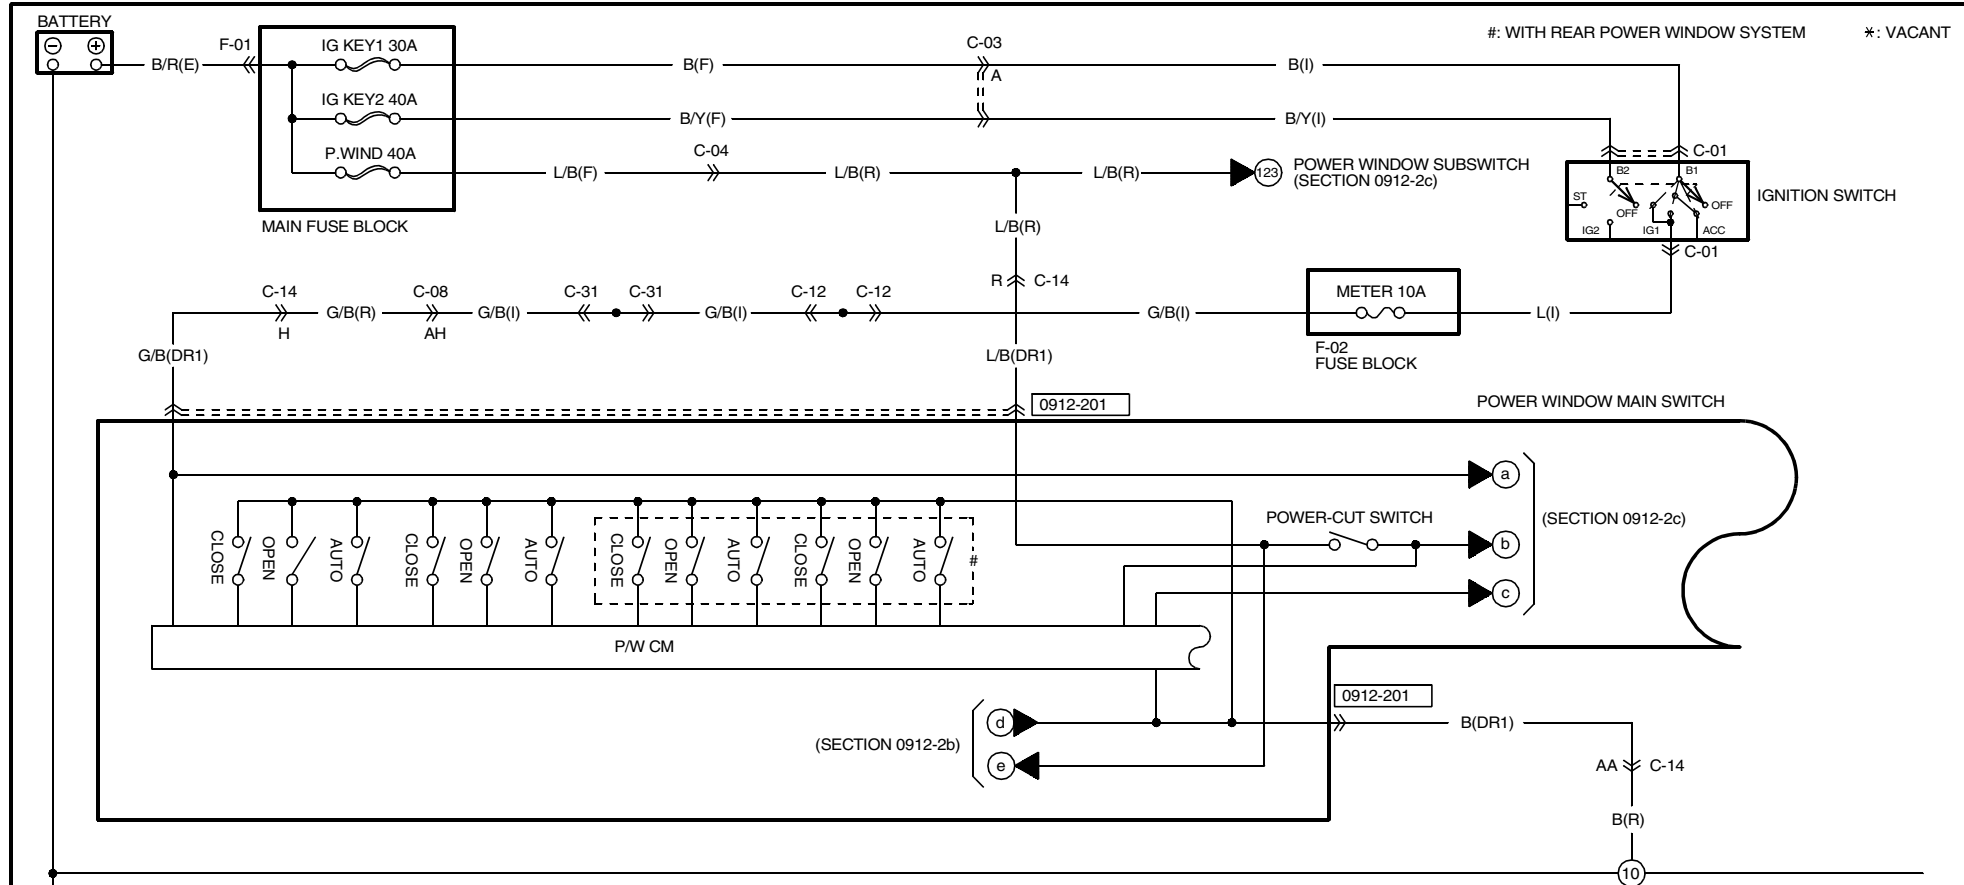 BATTERY
#: WITH REAR POWER WINDOW SYSTEM
*: VACANT
B/R(E)
F-01
IG KEY1 30A
B(F)
C-03
A
B(I)
IG KEY2 40A
B/Y(F)
B/Y(I)
P.WIND 40A
L/B(F)
C-04
L/B(R)
L/B(R)
123
POWER WINDOW SUBSWITCH
(SECTION 0912-2c)
MAIN FUSE BLOCK
C-01
B2
B1
ST
OFF
OFF
IG2
IG1
ACC
IGNITION SWITCH
C-01
L/B(R)
R
C-14
C-14
H
G/B(R)
C-08
AH
G/B(I)
C-31
C-31
G/B(I)
C-12
C-12
G/B(I)
METER 10A
L(I)
F-02
FUSE BLOCK
G/B(DR1)
L/B(DR1)
0912-201
POWER WINDOW MAIN SWITCH
a
CLOSE
OPEN
AUTO
CLOSE
OPEN
AUTO
CLOSE
OPEN
AUTO
CLOSE
OPEN
AUTO
#
POWER-CUT SWITCH
b
c
(SECTION 0912-2c)
P/W CM
(SECTION 0912-2b)
d
e
0912-201
B(DR1)
AA
C-14
B(R)
10